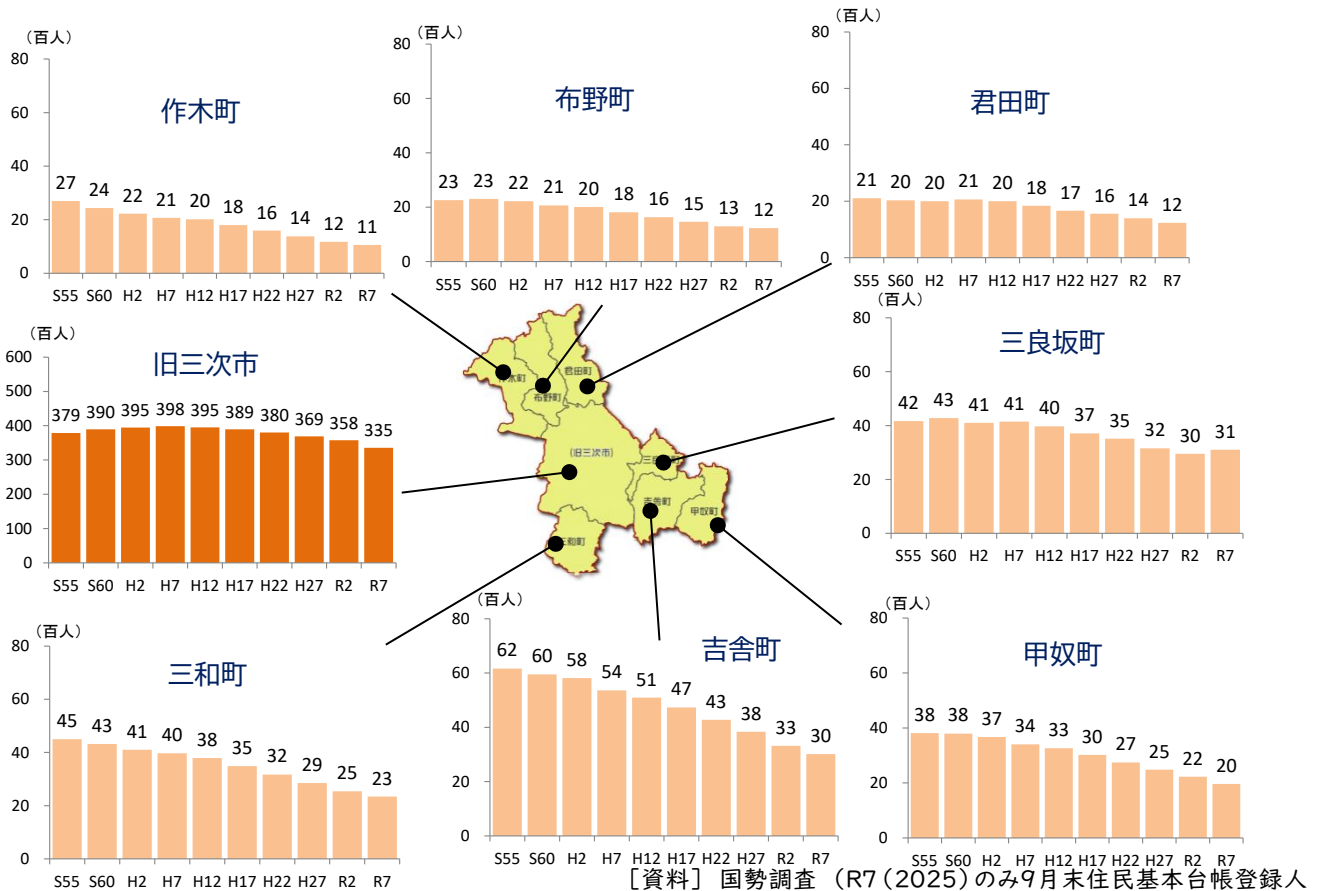 （百人）
作木町
80
60
40
20
0
27 24 22 21 20 18 16 14 12 11
S55 S60 H2 H7 H12 H17 H22 H27 R2 R7
（百人）
布野町
80
60
40
20
0
23 23 22 21 20 18 16 15 13 12
S55 S60 H2 H7 H12 H17 H22 H27 R2 R7
（百人）
君田町
80
60
40
20
0
21 20 20 21 20 18 17 16 14 12
S55 S60 H2 H7 H12 H17 H22 H27 R2 R7
（百人）
旧三次市
600
500
400
300
200
100
0
379 390 395 398 395 389 380 369 358 335
S55 S60 H2 H7 H12 H17 H22 H27 R2 R7
君田町
作木町
布野町
(旧三次市)
吉舎町
甲奴町
三和町
（百人）
三良坂町
80
60
40
20
0
42 43 41 41 40 37 35 32 30 31
S55 S60 H2 H7 H12 H17 H22 H27 R2 R7
（百人）
三和町
80
60
40
20
0
45 43 41 40 38 35 32 29 25 23
S55 S60 H2 H7 H12 H17 H22 H27 R2 R7
（百人）
吉舎町
80
60
40
20
0
62 60 58 54 51 47 43 38 33 30
S55 S60 H2 H7 H12 H17 H22 H27 R2 R7
（百人）
甲奴町
80
60
40
20
0
38 38 37 34 33 30 27 25 22 20
S55 S60 H2 H7 H12 H17 H22 H27 R2 R7
［資料］ 国勢調査 （R7(2025)のみ9月末住民基本台帳登録人